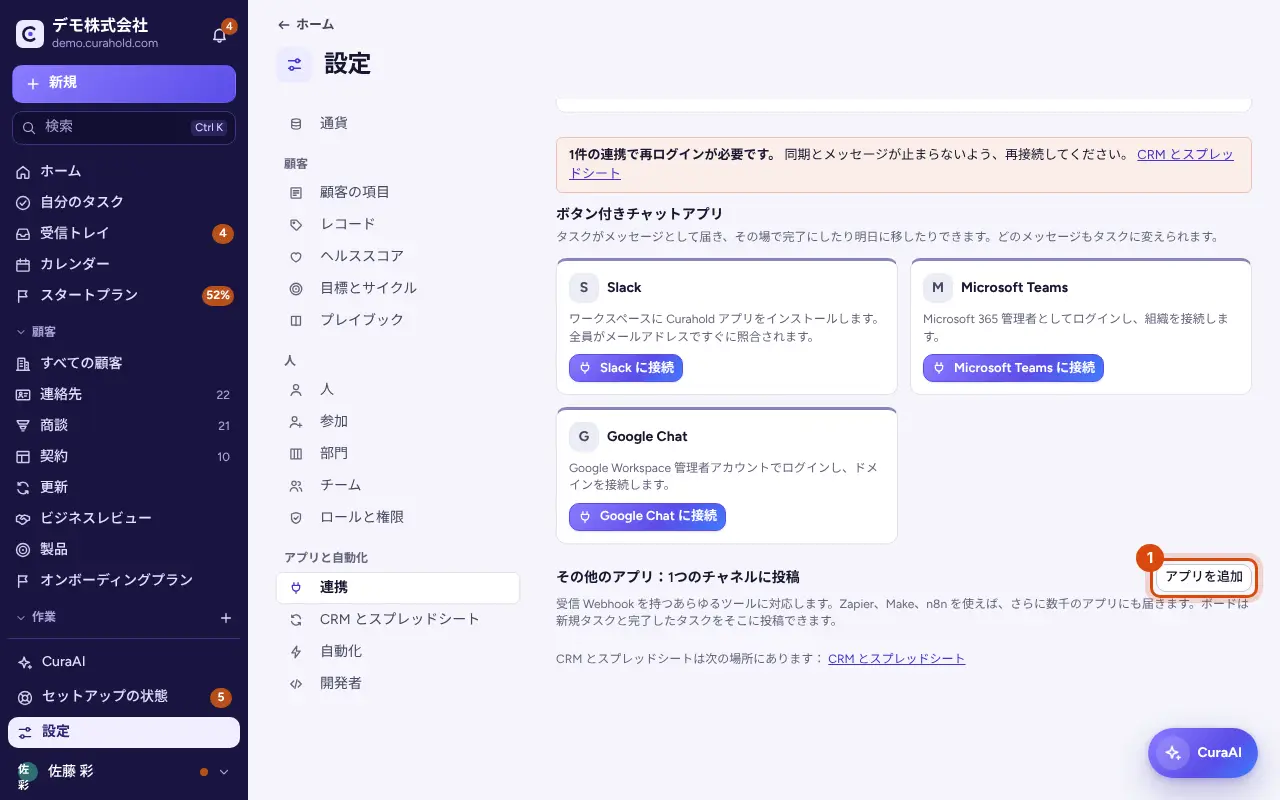 デモ株式会社
demo.curahold.com
4
新規
検索
Ctrl K
ホーム
自分のタスク
受信トレイ
4
カレンダー
スタートプラン
52%
顧客
すべての顧客
連絡先
22
商談
21
契約
10
更新
ビジネスレビュー
製品
オンボーディングプラン
作業
CuraAI
セットアップの状態
5
設定
佐彩
佐藤 彩
ホーム
設定
通貨
顧客
顧客の項目
レコード
ヘルススコア
目標とサイクル
プレイブック
人
人
参加
部門
チーム
ロールと権限
アプリと自動化
連携
CRM とスプレッドシート
自動化
開発者
1件の連携で再ログインが必要です。 同期とメッセージが止まらないよう、再接続してください。 CRM とスプレッ
ドシート
ボタン付きチャットアプリ
タスクがメッセージとして届き、その場で完了にしたり明日に移したりできます。どのメッセージもタスクに変えられます。
S
Slack
ワークスペースに Curahold アプリをインストールします。
全員がメールアドレスですぐに照合されます。
Slack に接続
M
Microsoft Teams
Microsoft 365 管理者としてログインし、組織を接続しま
す。
Microsoft Teams に接続
G
Google Chat
Google Workspace 管理者アカウントでログインし、ドメ
インを接続します。
Google Chat に接続
その他のアプリ：1つのチャネルに投稿
1
アプリを追加
受信 Webhook を持つあらゆるツールに対応します。Zapier、Make、n8n を使えば、さらに数千のアプリにも届きます。ボードは
新規タスクと完了したタスクをそこに投稿できます。
CRM とスプレッドシートは次の場所にあります： CRM とスプレッドシート
CuraAI